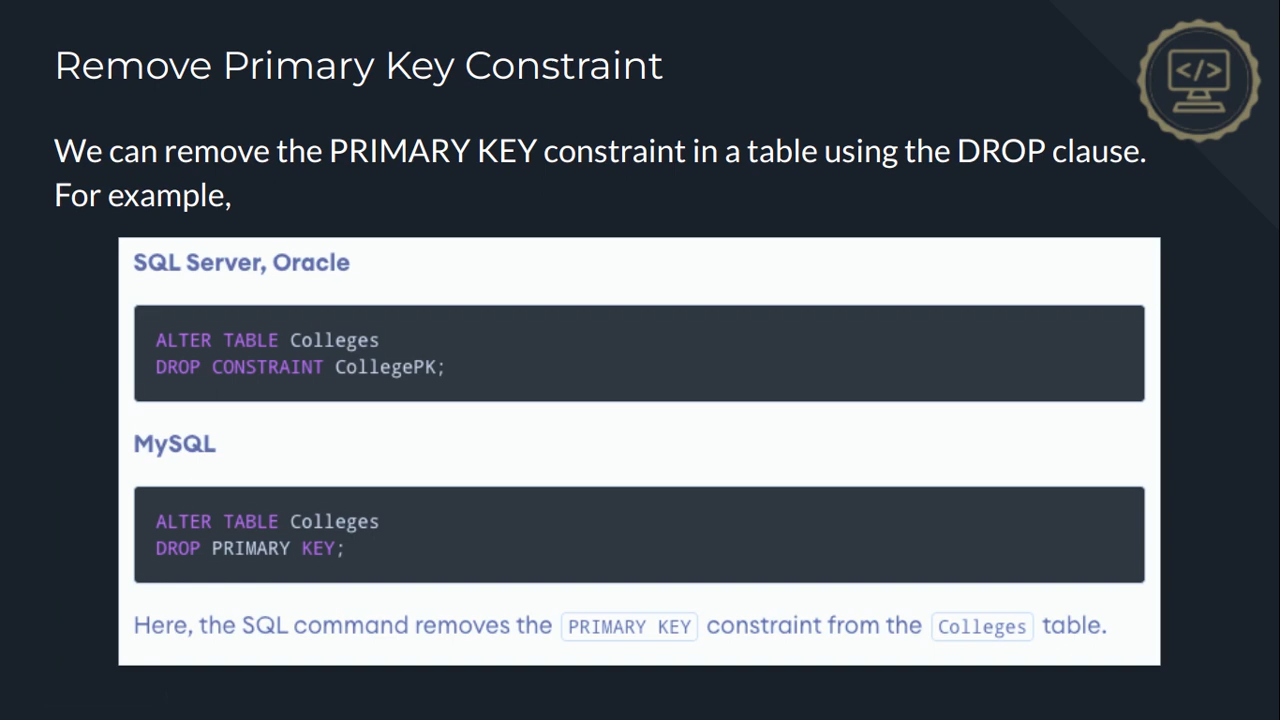 Remove Primary Key Constraint
We can remove the PRIMARY KEY constraint in a table using the DROP clause.
For example,
SQL Server, Oracle
ALTER TABLE Colleges
DROP CONSTRAINT CollegePK;
MySQL
ALTER TABLE Colleges
DROP PRIMARY KEY;
Here, the SQL command removes the PRIMARY KEY constraint from the Colleges table.